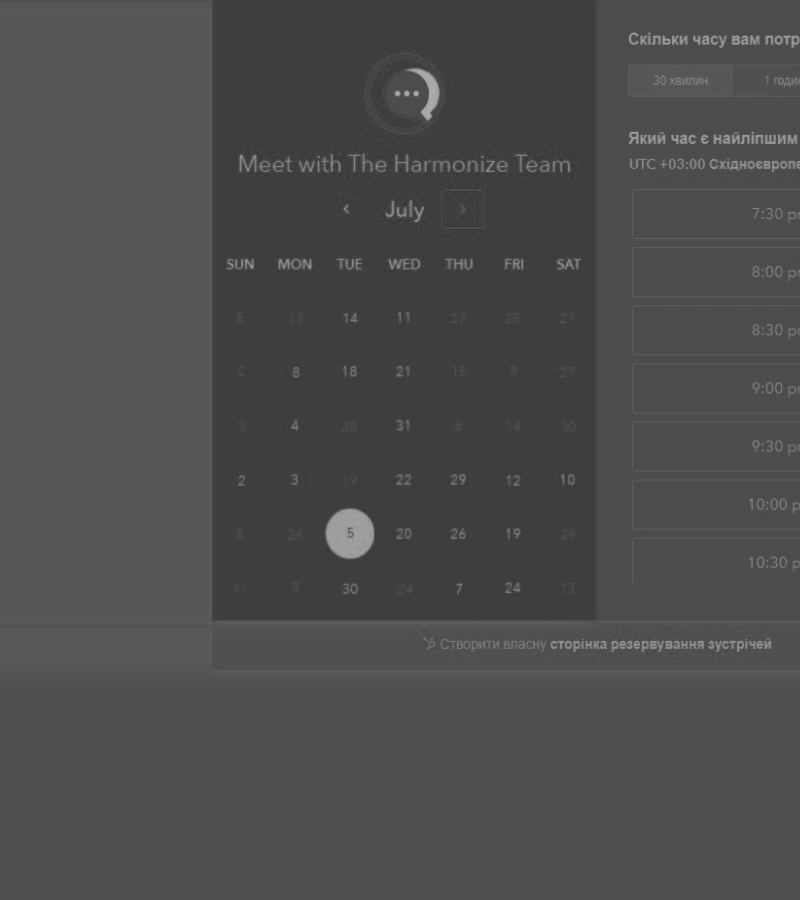 Скільки часу вам потр
30 хвилин 1 годин
Meet with The Harmonize Team
Який час є найліпшим
UTC +03:00 Східноєвропе
July
SUN MON TUE WED THU FRI SAT
5 17 14 11 27 25 27
2 8 18 21 15 9 27
3 4 28 31 6 14 30
2 3 19 22 29 12 10
5 26 5 20 26 19 29
11 9 30 24 7 24 13
7:30 p
8:00 p
8:30 p
9:00 p
9:30 p
10:00 p
10:30 p
Створити власну сторінка резервування зустрічей